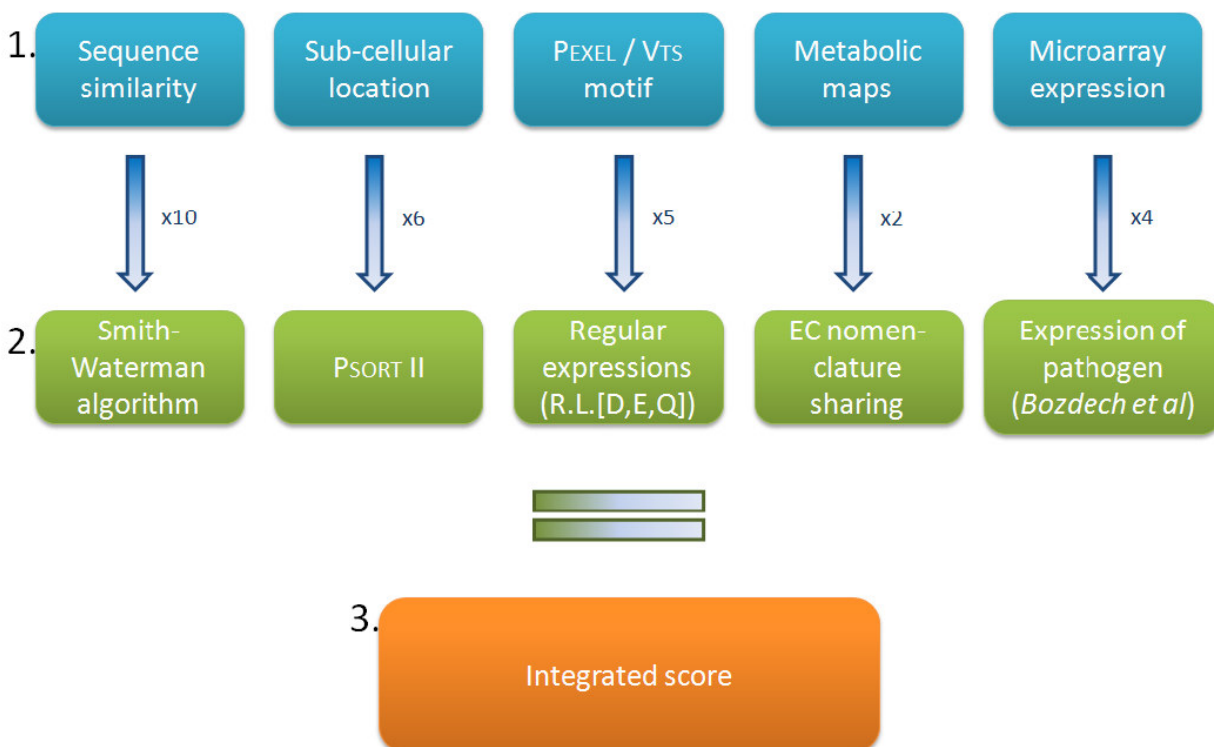 1.
Sequence
similarity
Sub-cellular
location
PEXEL / VTS
motif
Metabolic
maps
Microarray
expression
x10
x6
x5
x2
x4
2.
Smith-
Waterman
algorithm
PSORT II
Regular
expressions
(R.L.[D,E,Q])
EC nomen-
clature
sharing
Expression of
pathogen
(Bozdech et al)
3.
Integrated score